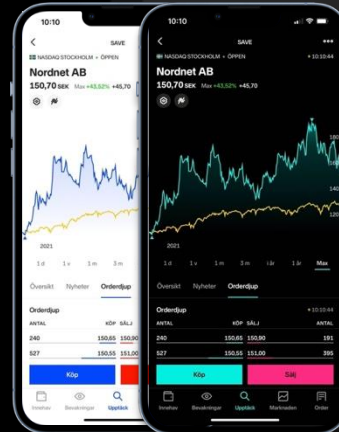 10:10
SAVE
NASDAQ STOCKHOLM • ÖPPEN
Nordnet AB
150,70 SEK Max +43,52% +45,70
2021
1 d 1 v 1 m 3 m
Översikt Nyheter Orderdjup
Orderdjup
ANTAL KÖP SÄLJ
240 150,65 150,90
527 150,55 151,00
Köp
Innehav Bevakningar Upptäck
10:10
SAVE
NASDAQ STOCKHOLM • ÖPPEN 10:10:44
Nordnet AB
150,70 SEK Max +43,52% +45,70
180
160
140
120
2021
1 d 1 v 1 m 3 m i år 1 år Max
Översikt Nyheter Orderdjup
Orderdjup 10:10:44
ANTAL KÖP SÄLJ ANTAL
240 150,65 150,90 191
527 150,55 151,00 395
Köp Sälj
Innehav Bevakningar Upptäck Marknaden Order